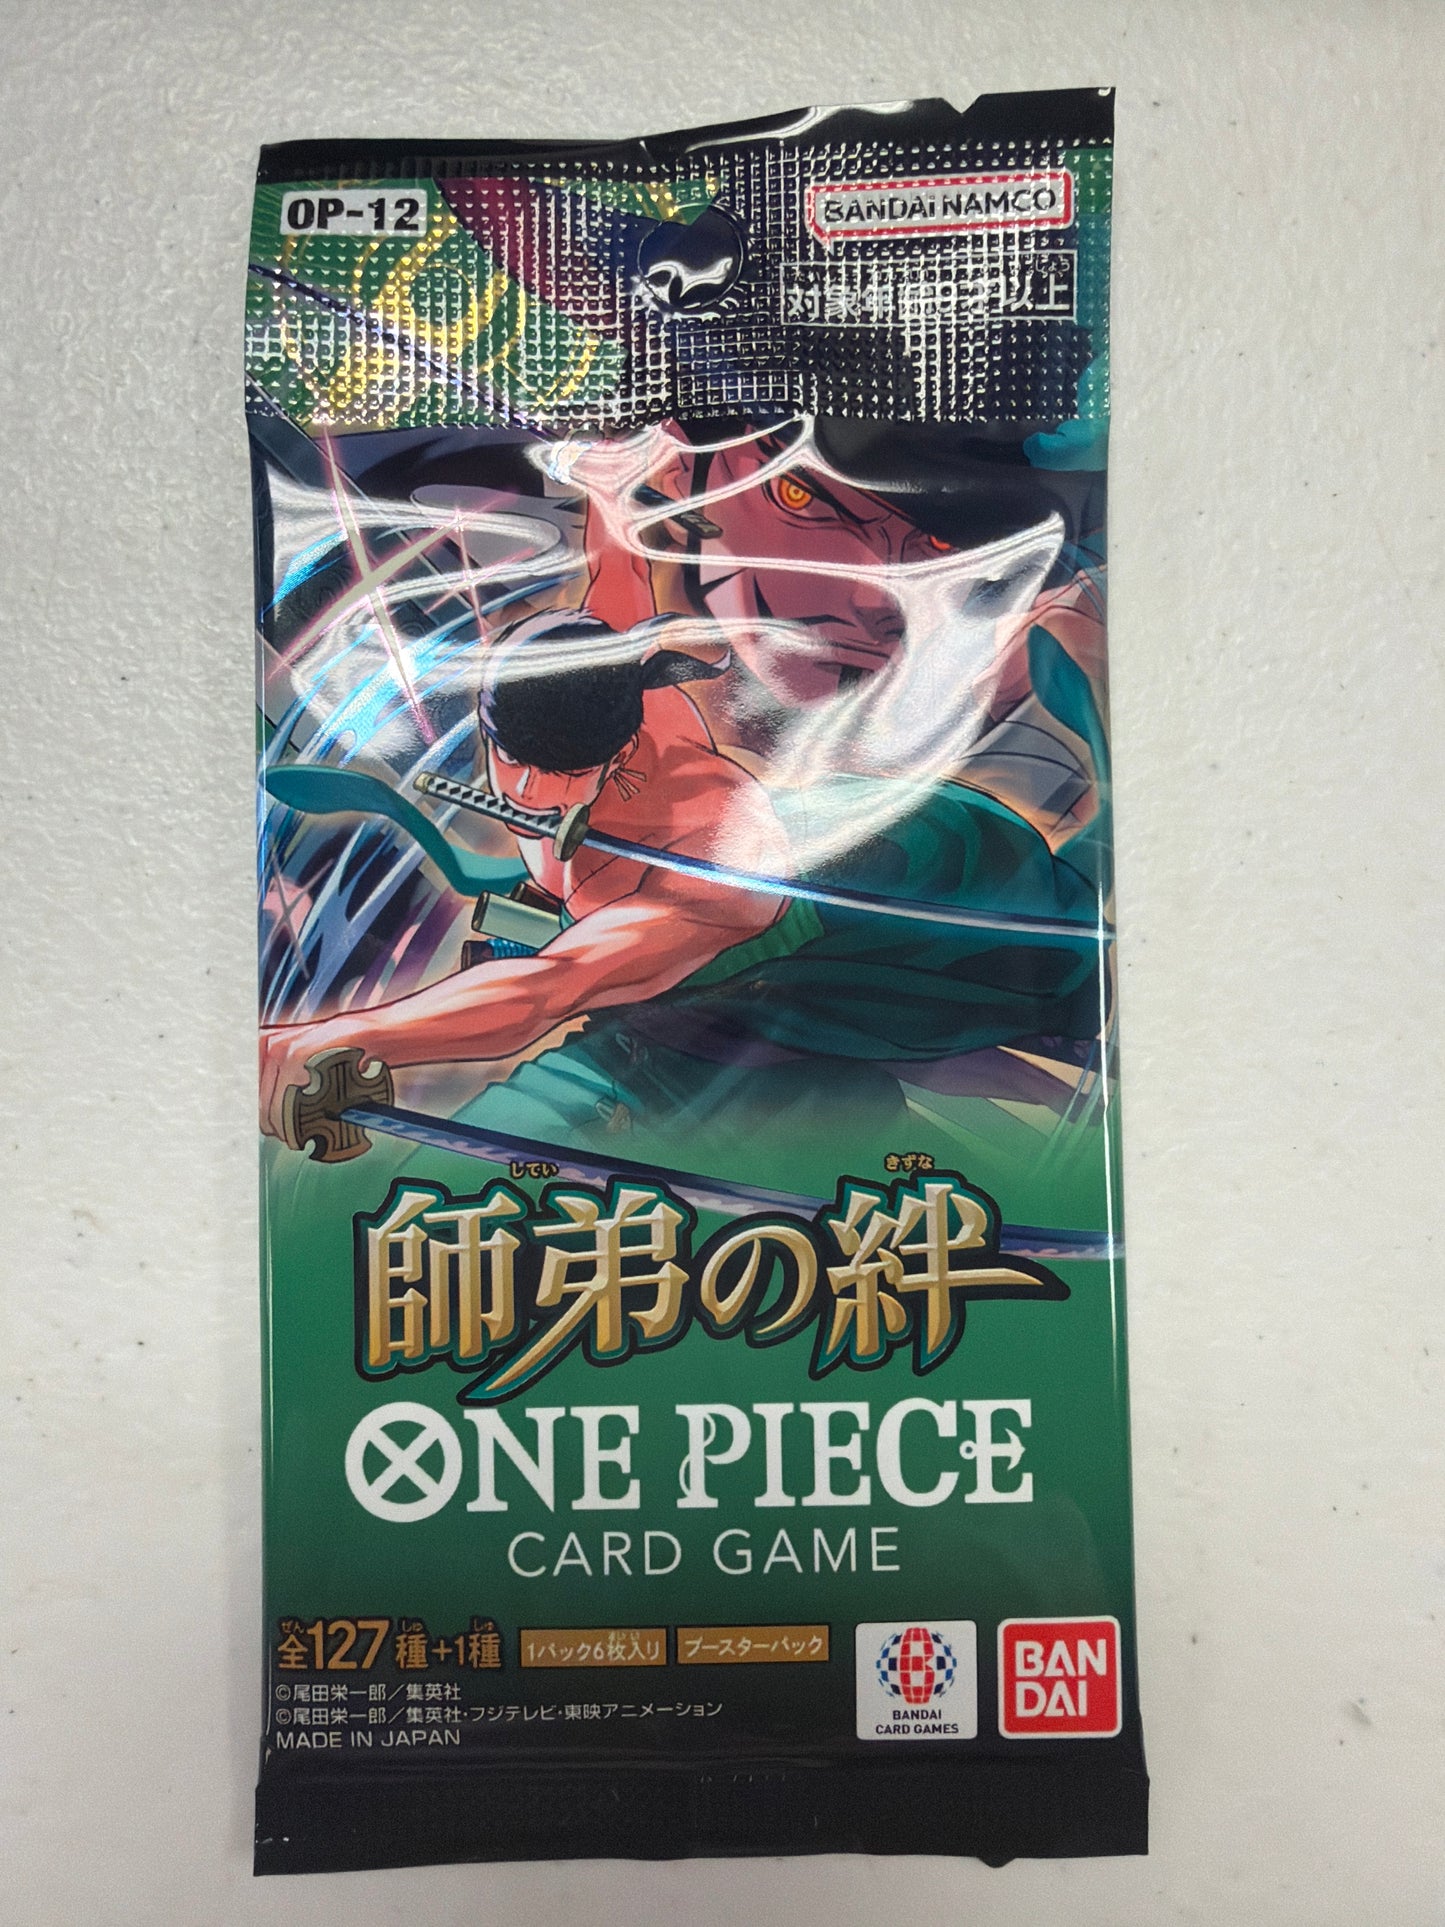 OP-12
BANDAI NAMCO
対象年齢9才以上
してい きずな
師弟の絆
ONE PIECE
CARD GAME
ぜん しゅ しゅ
全127種+1種 1パック6枚入り ブースターパック
©尾田栄一郎/集英社
©尾田栄一郎/集英社・フジテレビ・東映アニメーション
MADE IN JAPAN
BANDAI
CARD GAMES
BAN
DAI